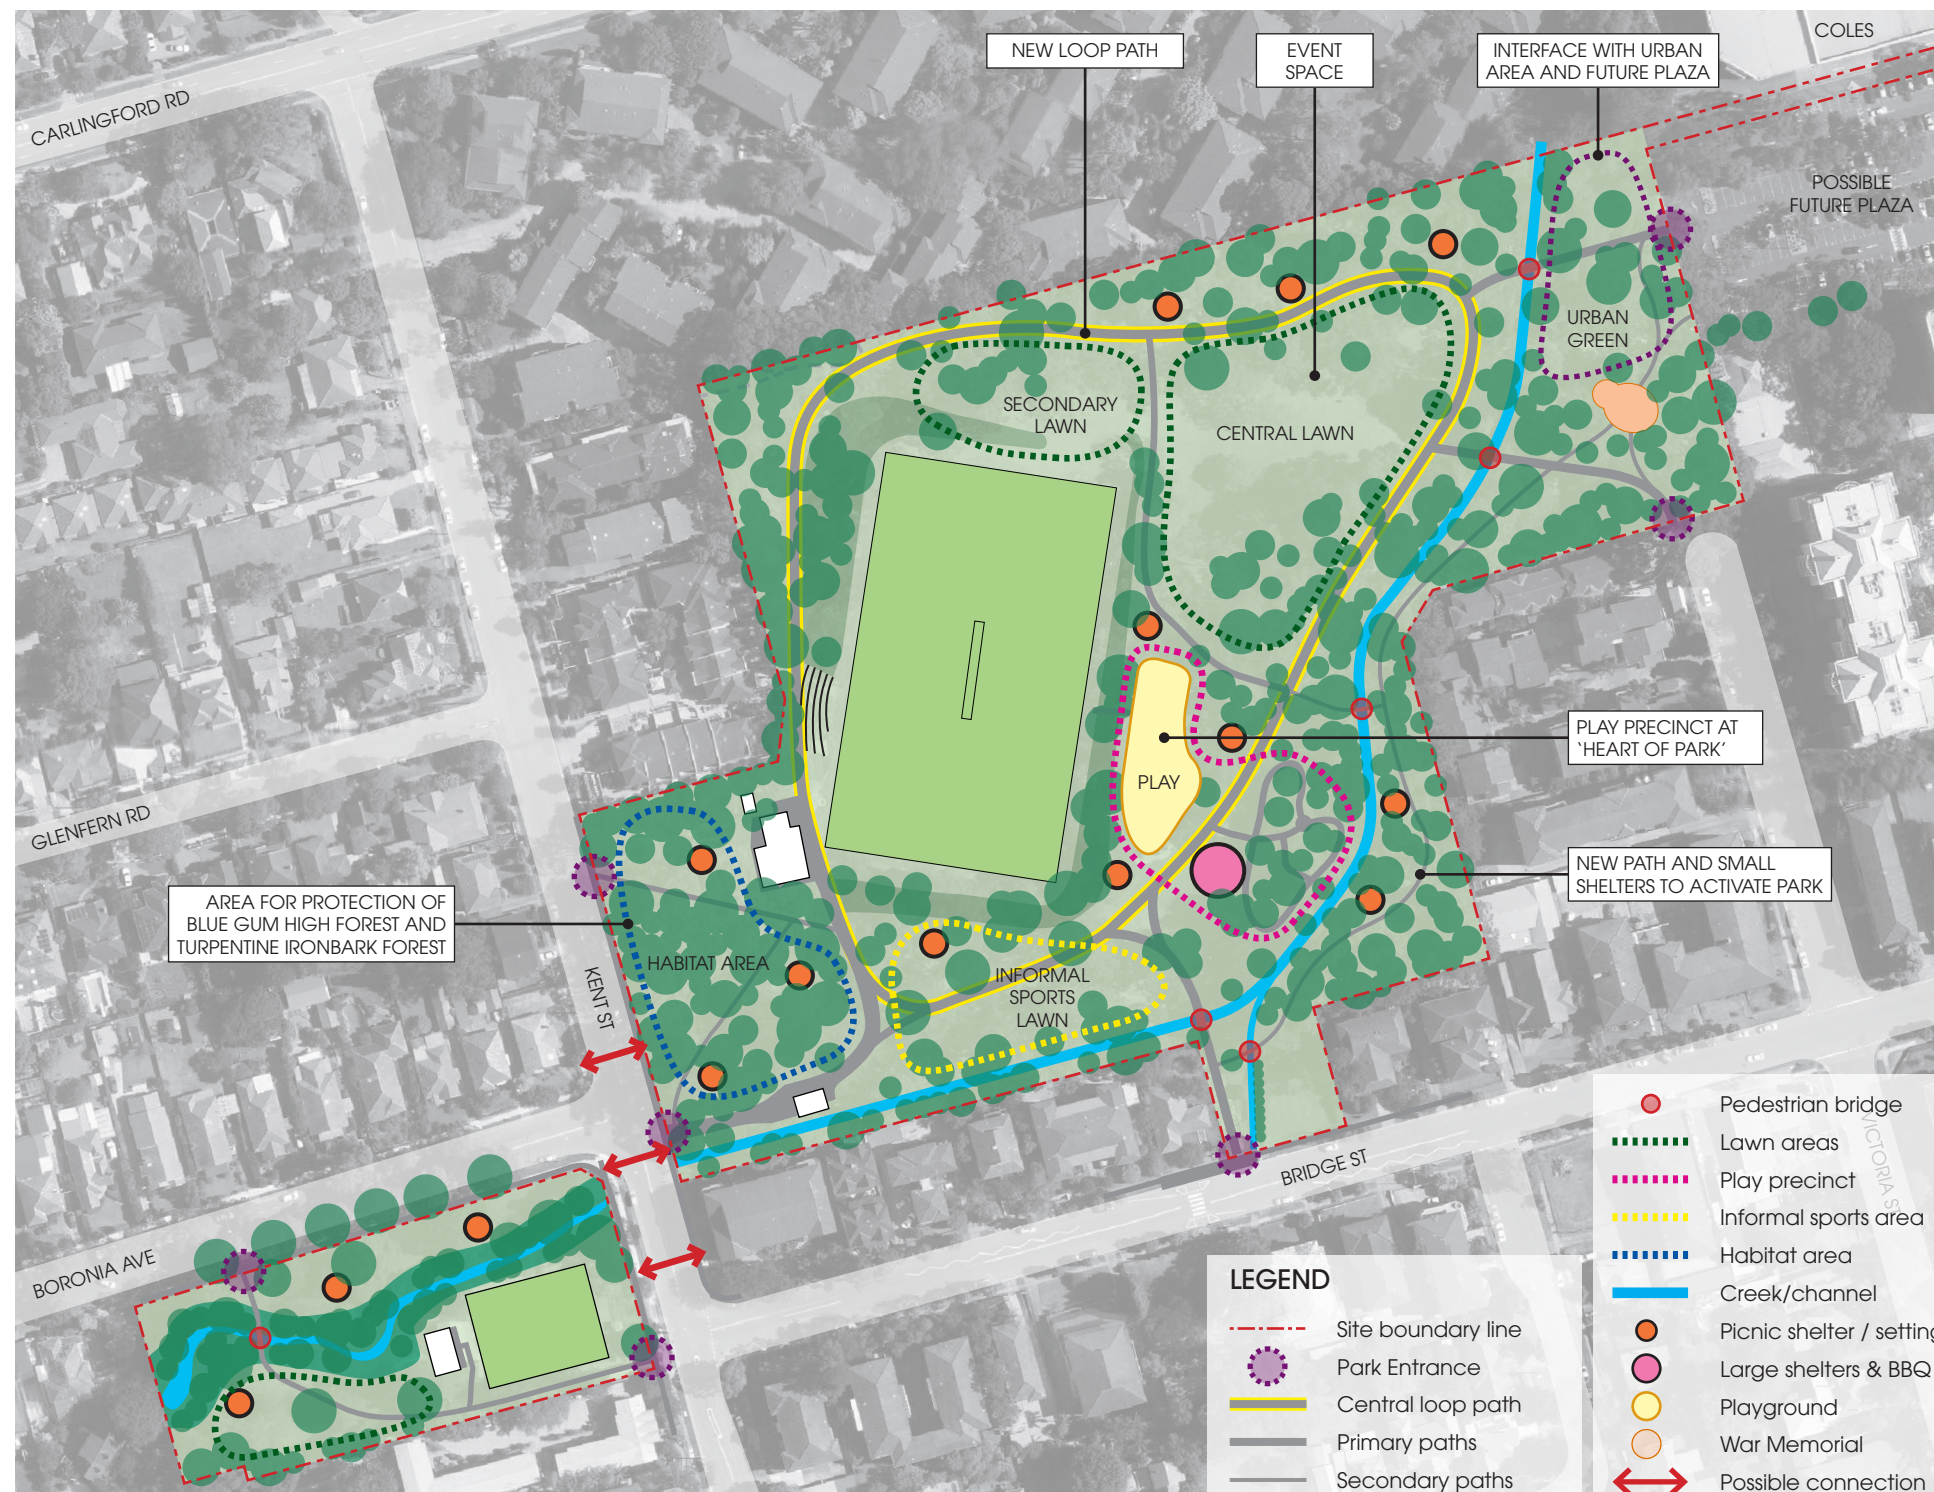 COLES
NEW LOOP PATH
EVENT
SPACE
INTERFACE WITH URBAN
AREA AND FUTURE PLAZA
CARLINGFORD RD
POSSIBLE
FUTURE PLAZA
URBAN
GREEN
SECONDARY
LAWN
CENTRAL LAWN
PLAY PRECINCT AT
‘HEART OF PARK’
PLAY
GLENFERN RD
NEW PATH AND SMALL
SHELTERS TO ACTIVATE PARK
AREA FOR PROTECTION OF
BLUE GUM HIGH FOREST AND
TURPENTINE IRONBARK FOREST
HABITAT AREA
KENT ST
INFORMAL
SPORTS
LAWN
BRIDGE ST
VICTORIA ST
BORONIA AVE
LEGEND
Site boundary line
Park Entrance
Central loop path
Primary paths
Secondary paths
Pedestrian bridge
Lawn areas
Play precinct
Informal sports area
Habitat area
Creek/channel
Picnic shelter / setting
Large shelters & BBQ
Playground
War Memorial
Possible connection